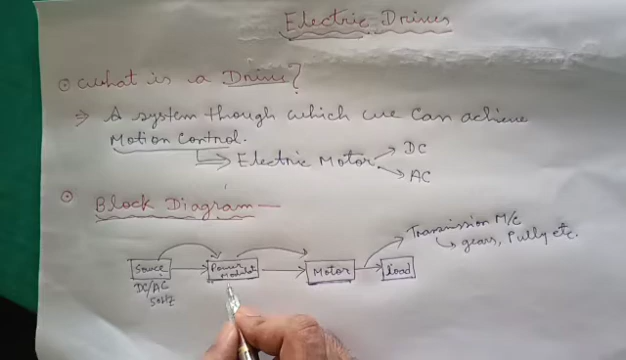 Electric Drives
What is a Drive?
⇒ A system though which we can achieve
Motion Control.
Electric Motor
DC
AC
Block Diagram —
Source
Power
Modulat
Motor
load
DC/AC
50Hz
Transmission M/c
gears, Pully etc.